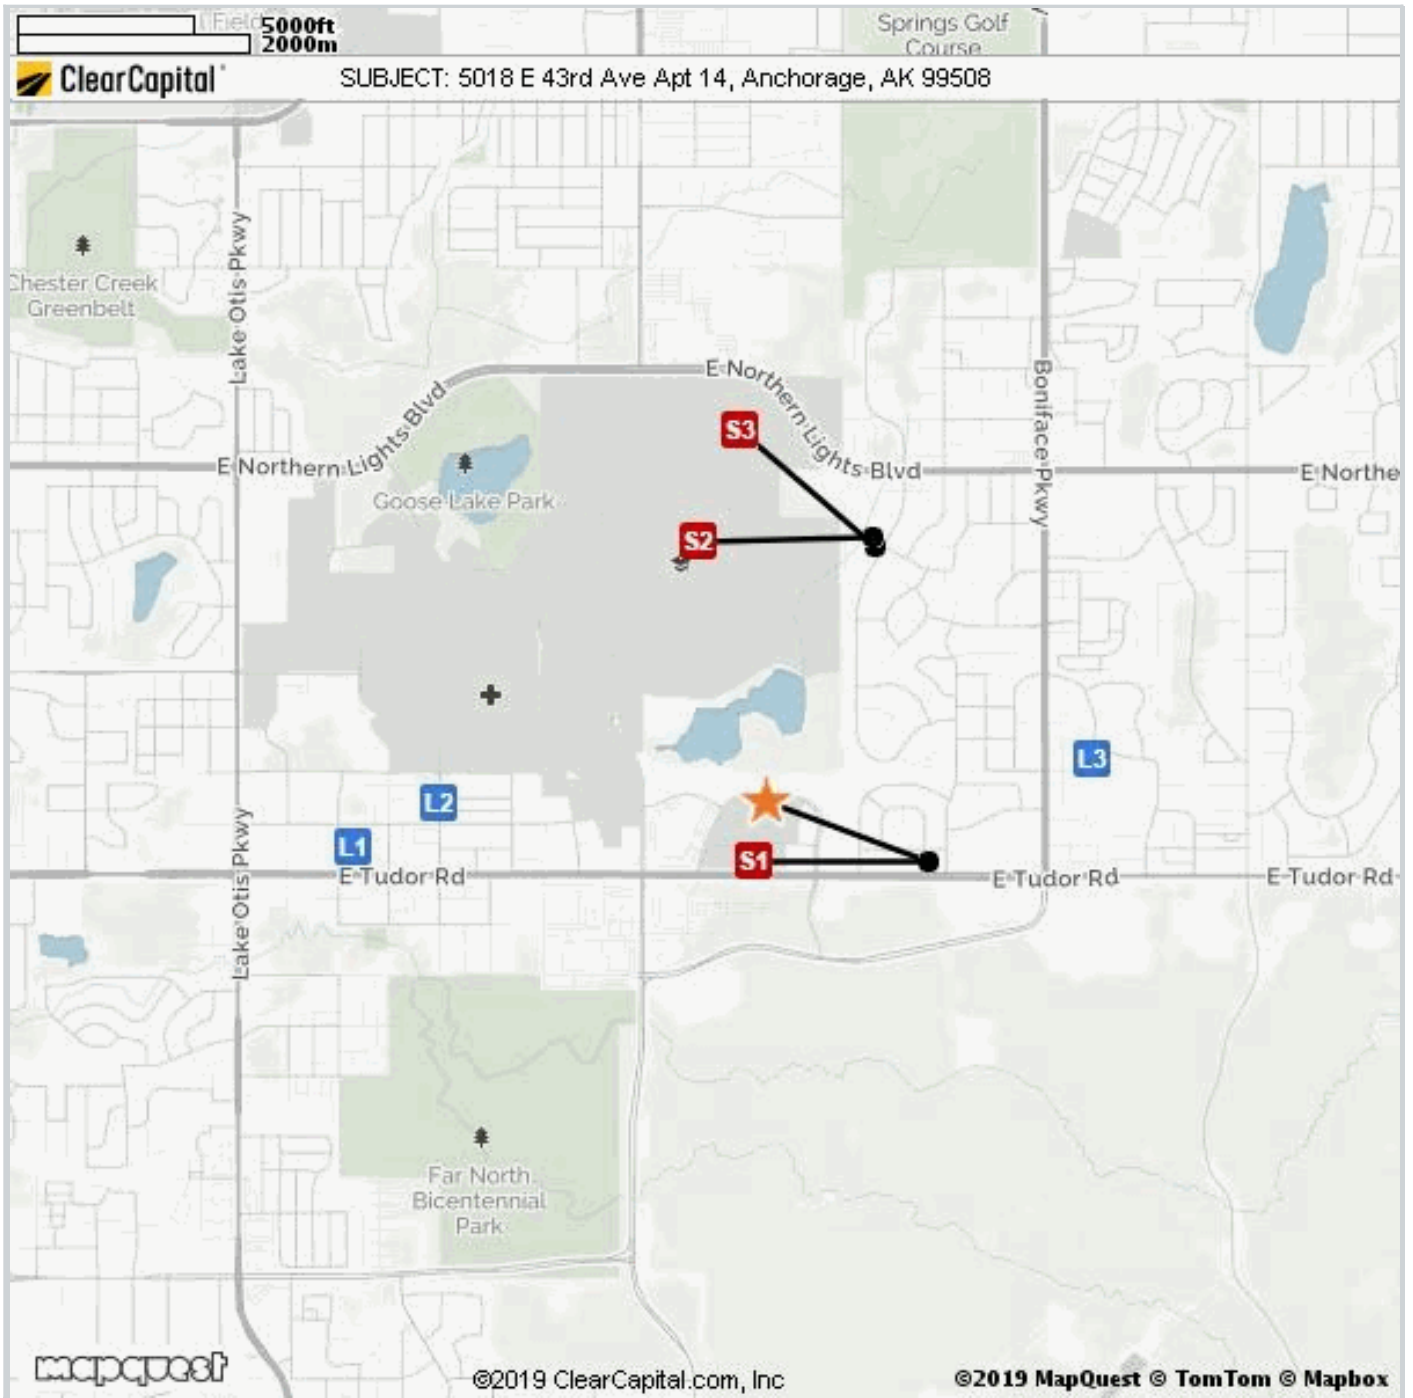 5000ft
2000m
Field
Springs Golf
Course
ClearCapital
SUBJECT: 5018 E 43rd Ave Apt 14, Anchorage, AK 99508
Chester Creek
Greenbelt
Lake Otis Pkwy
E Northern Lights Blvd
E Northern Lights Blvd
Boniface Pkwy
S3
E Northe
Goose Lake Park
S2
L3
L2
L1
S1
E Tudor Rd
E Tudor Rd
E Tudor Rd
Lake Otis Pkwy
Far North
Bicentennial
Park
mapquest
©2019 ClearCapital.com, Inc
©2019 MapQuest © TomTom © Mapbox